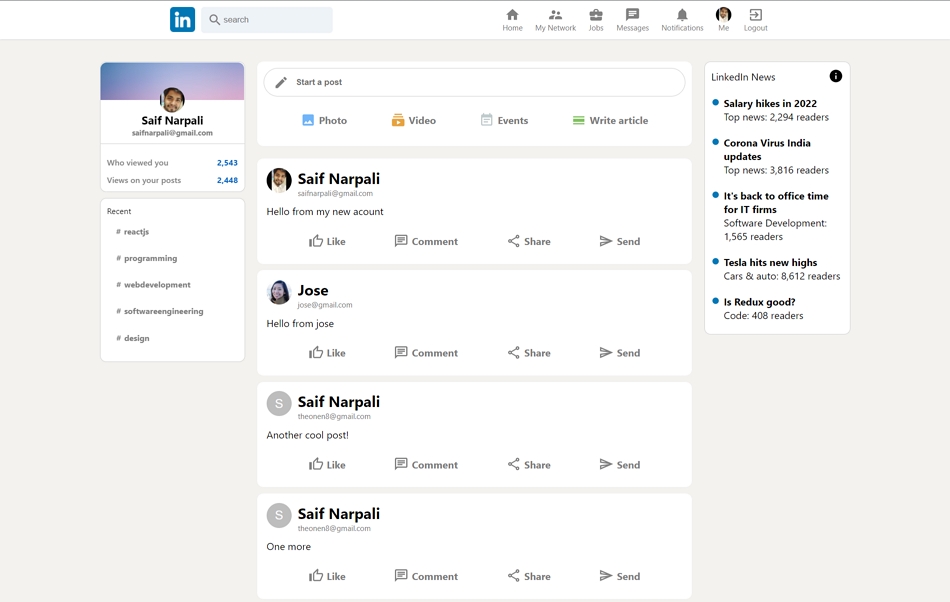 in
search
Home
My Network
Jobs
Messages
Notifications
Me
Logout
Saif Narpali
saifnarpali@gmail.com
Who viewed you 2,543
Views on your posts 2,448
Recent
# reactjs
# programming
# webdevelopment
# softwareengineering
# design
Start a post
Photo
Video
Events
Write article
Saif Narpali
saifnarpali@gmail.com
Hello from my new acount
Like Comment Share Send
Jose
jose@gmail.com
Hello from jose
Like Comment Share Send
S
Saif Narpali
theonen8@gmail.com
Another cool post!
Like Comment Share Send
S
Saif Narpali
theonen8@gmail.com
One more
Like Comment Share Send
LinkedIn News
Salary hikes in 2022
Top news: 2,294 readers
Corona Virus India
updates
Top news: 3,816 readers
It's back to office time
for IT firms
Software Development:
1,565 readers
Tesla hits new highs
Cars & auto: 8,612 readers
Is Redux good?
Code: 408 readers